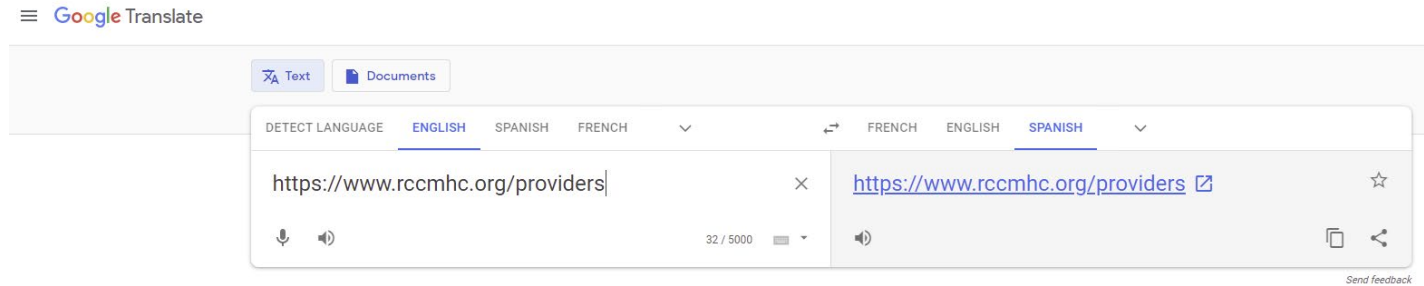 Google Translate
Text Documents
DETECT LANGUAGE ENGLISH SPANISH FRENCH FRENCH ENGLISH SPANISH
https://www.rccmhc.org/providers https://www.rccmhc.org/providers
32 / 5000
Send feedback